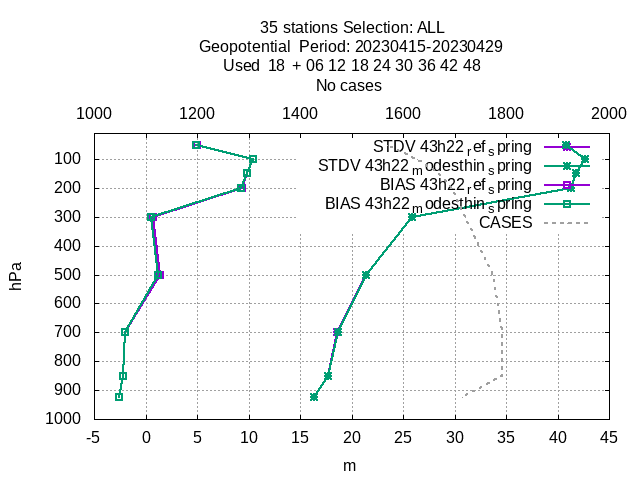 35 stations Selection: ALL
Geopotential Period: 20230415-20230429
Used 18 + 06 12 18 24 30 36 42 48
No cases
1000 1200 1400 1600 1800 2000
STDV 43h22_ref_spring
STDV 43h22_modesthin_spring
BIAS 43h22_ref_spring
BIAS 43h22_modesthin_spring
CASES
hPa
100
200
300
400
500
600
700
800
900
1000
-5 0 5 10 15 20 25 30 35 40 45
m